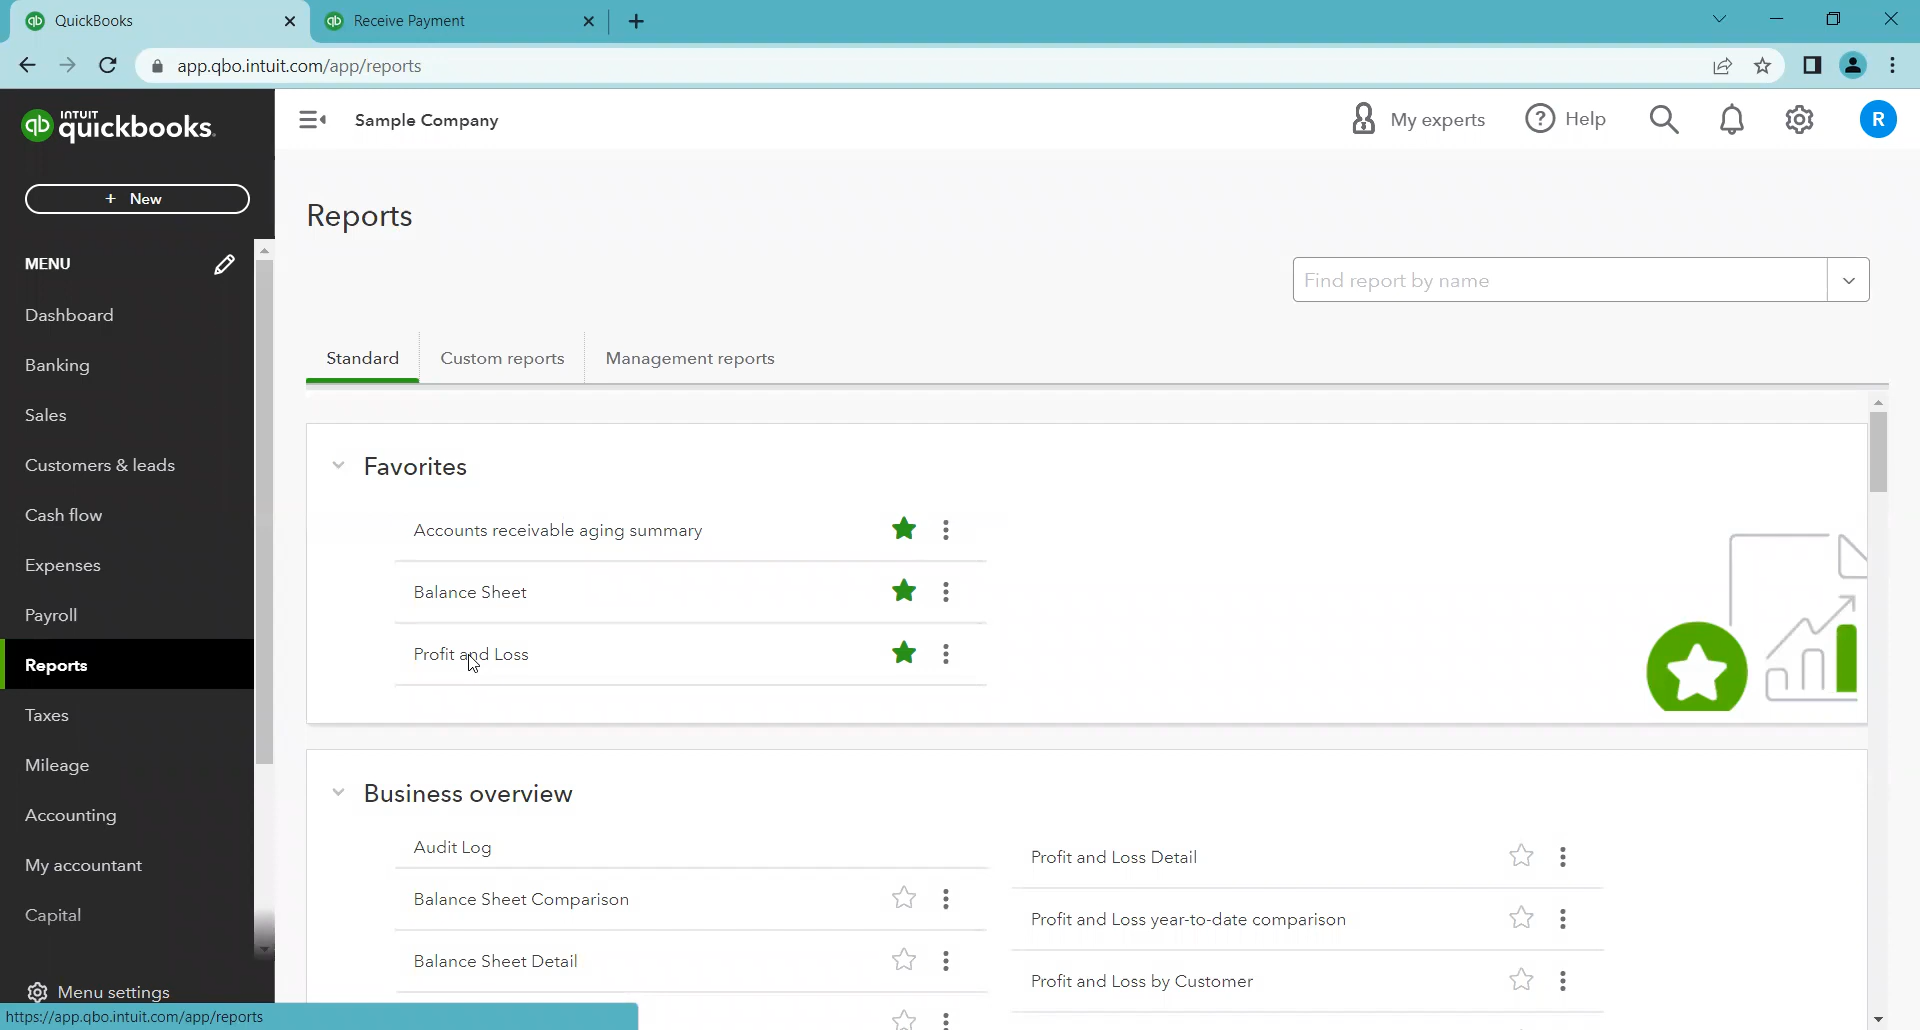 QuickBooks
Receive Payment
app.qbo.intuit.com/app/reports
INTUIT
quickbooks.
Sample Company
My experts
Help
R
+ New
MENU
Dashboard
Banking
Sales
Customers & leads
Cash flow
Expenses
Payroll
Reports
Taxes
Mileage
Accounting
My accountant
Capital
Menu settings
Reports
Find report by name
Standard
Custom reports
Management reports
Favorites
Accounts receivable aging summary
Balance Sheet
Profit and Loss
Business overview
Audit Log
Balance Sheet Comparison
Balance Sheet Detail
Profit and Loss Detail
Profit and Loss year-to-date comparison
Profit and Loss by Customer
https://app.qbo.intuit.com/app/reports